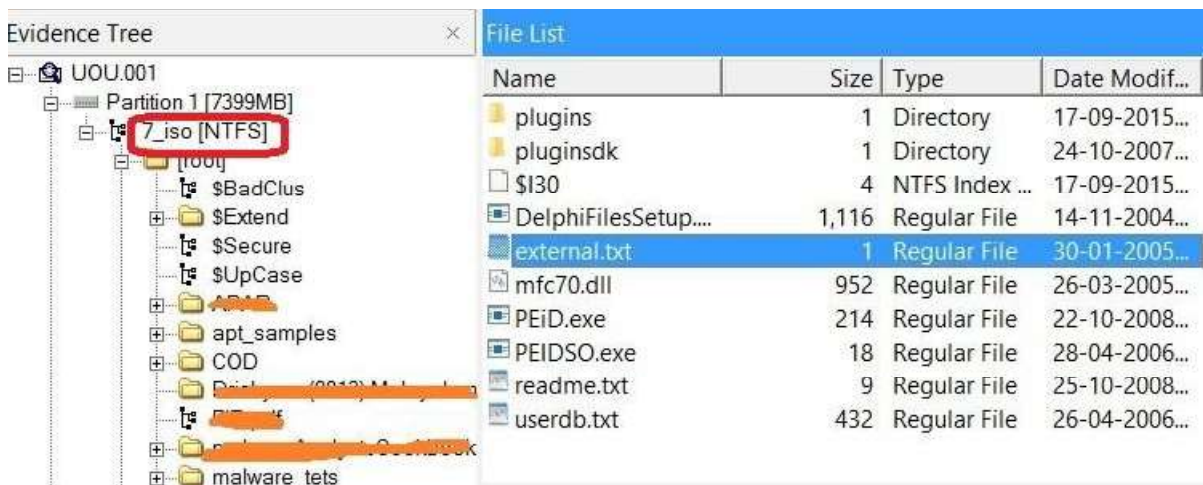 Evidence Tree
UOU.001
Partition 1 [7399MB]
7_iso [NTFS]
[root]
$BadClus
$Extend
$Secure
$UpCase
apt_samples
COD
malware_tets
File List
Name Size Type Date Modif...
plugins 1 Directory 17-09-2015...
pluginsdk 1 Directory 24-10-2007...
$I30 4 NTFS Index ... 17-09-2015...
DelphiFilesSetup.... 1,116 Regular File 14-11-2004...
external.txt 1 Regular File 30-01-2005...
mfc70.dll 952 Regular File 26-03-2005...
PEiD.exe 214 Regular File 22-10-2008...
PEIDSO.exe 18 Regular File 28-04-2006...
readme.txt 9 Regular File 25-10-2008...
userdb.txt 432 Regular File 26-04-2006...